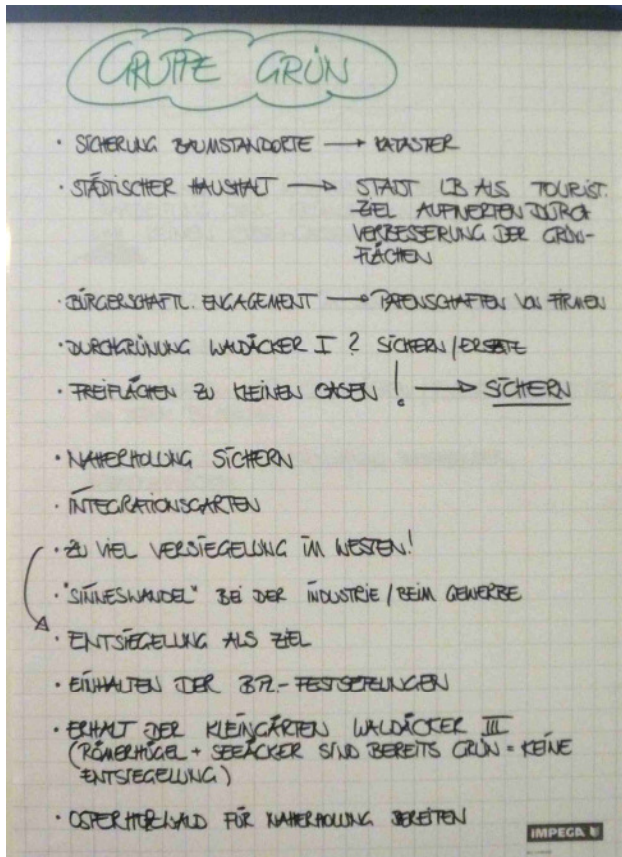 GRUPPE GRÜN
· SICHERUNG BAUMSTANDORTE → KATASTER
· STÄDTISCHER HAUSHALT → STADT LB ALS TOURIST.
ZIEL AUFWERTEN DURCH
VERBESSERUNG DER GRÜN-
FLÄCHEN
· BÜRGERSCHAFTL. ENGAGEMENT → PATENSCHAFTEN VON FIRMEN
· DURCHGRÜNUNG WALDÄCKER I ? SICHERN/ERSATZ
· FREIFLÄCHEN ZU KLEINEN OASEN ! → SICHERN
· NAHERHOLUNG SICHERN
· INTEGRATIONSGARTEN
· ZU VIEL VERSIEGELUNG IM WESTEN!
· "SINNESWANDEL" BEI DER INDUSTRIE / BEIM GEWERBE
· ENTSIEGELUNG ALS ZIEL
· EINHALTEN DER BPL.-FESTSETZUNGEN
· ERHALT DER KLEINGÄRTEN WALDÄCKER III
(RÖMERHÜGEL + SEEÄCKER SIND BEREITS GRÜN = KEINE
ENTSIEGELUNG)
· OSTERHOLZWALD FÜR NAHERHOLUNG BEREITEN
IMPEGA